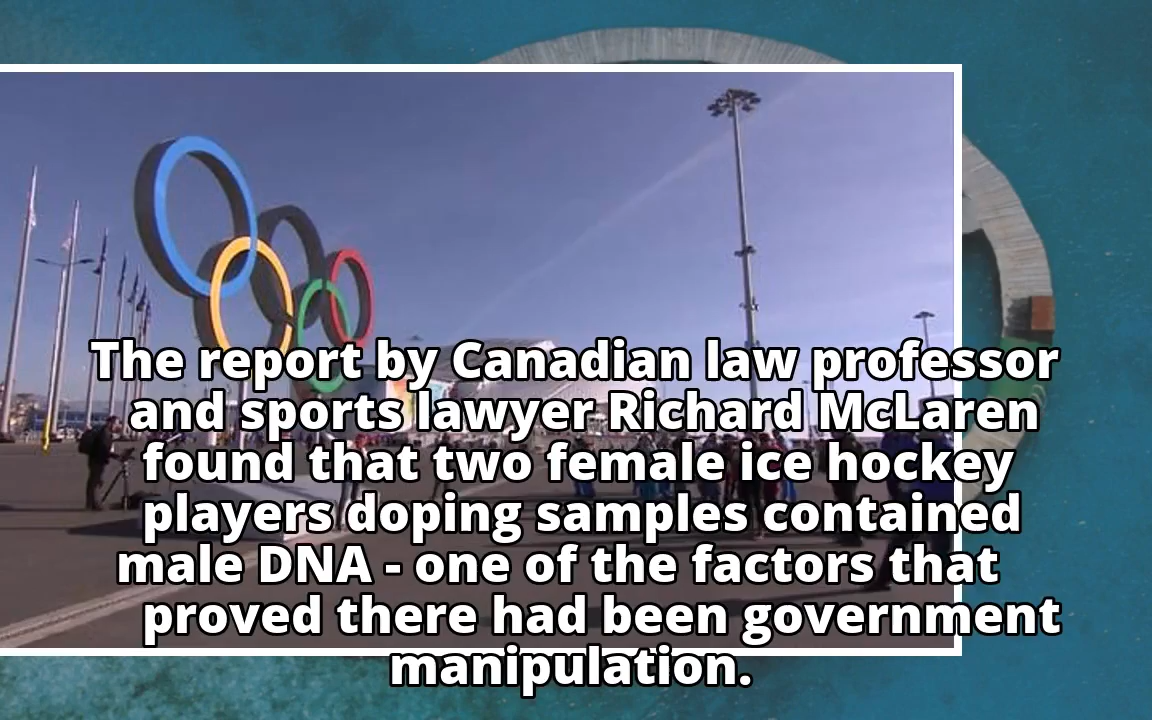 The report by Canadian law professor
and sports lawyer Richard McLaren
found that two female ice hockey
players doping samples contained
male DNA - one of the factors that
proved there had been government
manipulation.